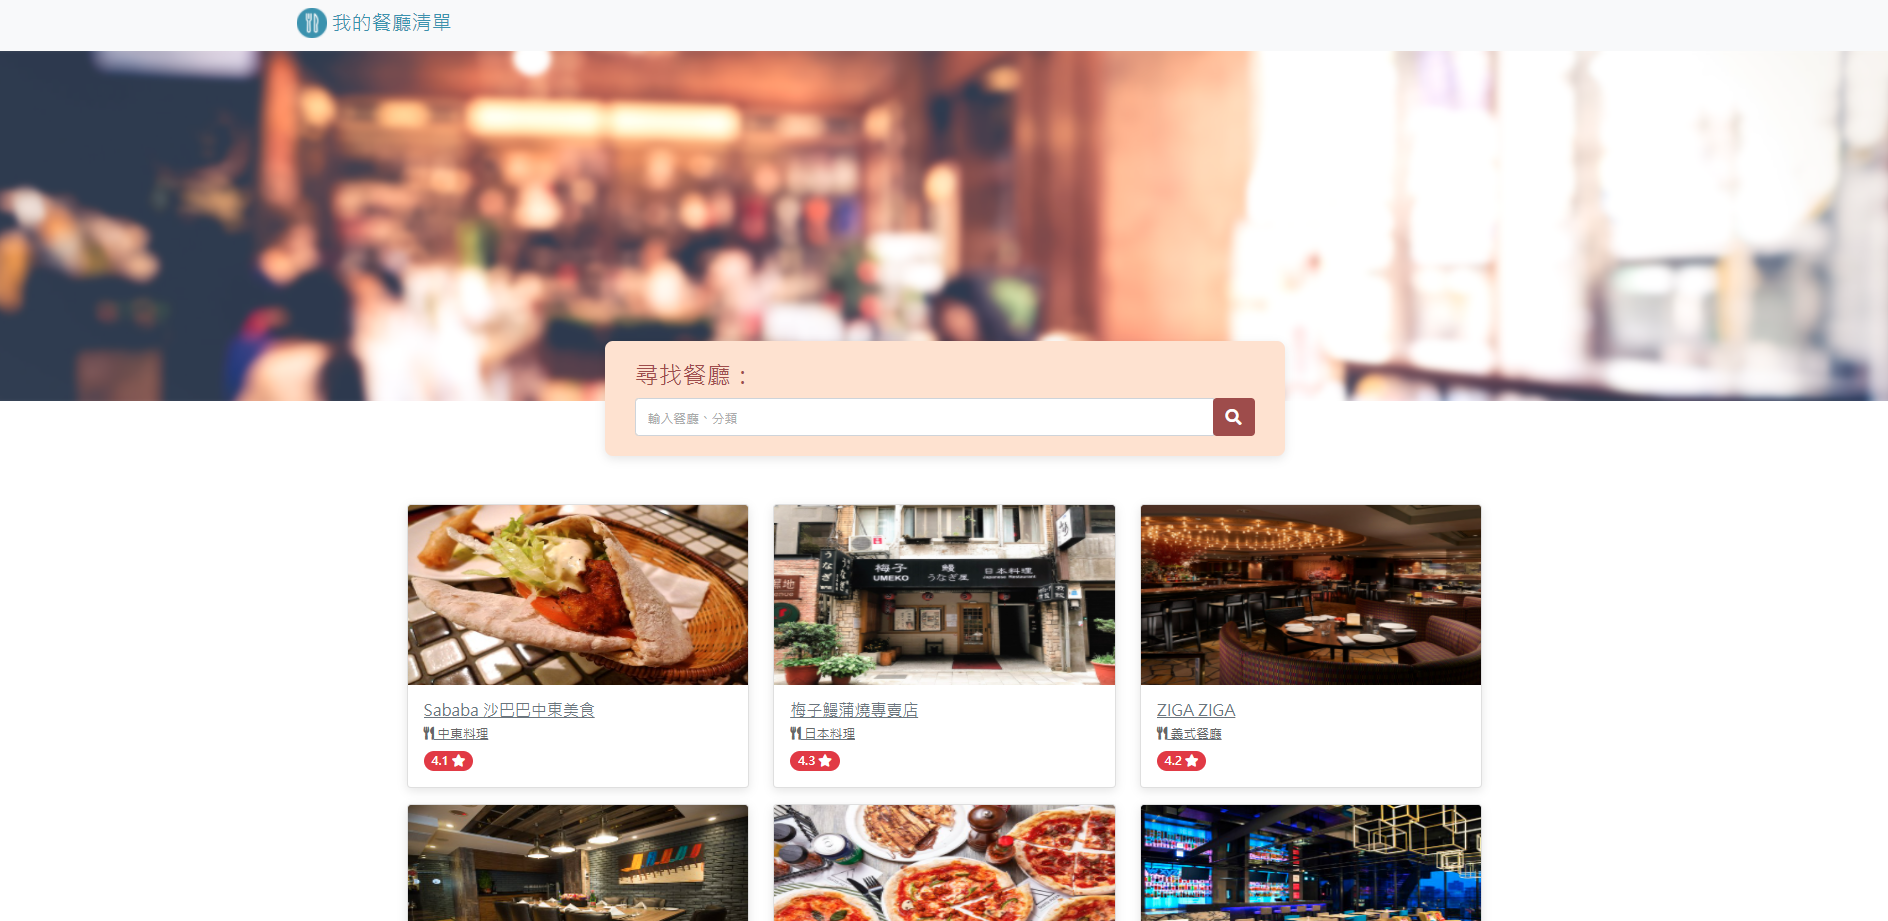 我的餐廳清單
尋找餐廳：
輸入餐廳、分類
梅子 鰻 日本料理
UMEKO うなぎ屋 Japanese Restaurant
うなぎ
Sababa 沙巴巴中東美食
中東料理
4.1
梅子鰻蒲燒專賣店
日本料理
4.3
ZIGA ZIGA
義式餐廳
4.2